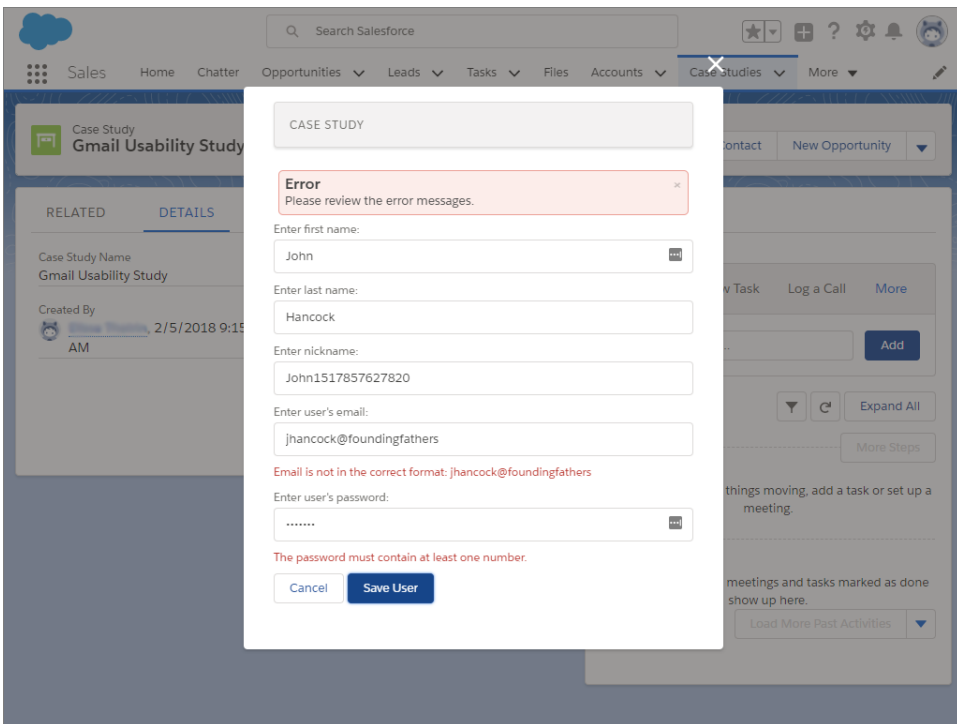 Search Salesforce
Sales
Home
Chatter
Opportunities
Leads
Tasks
Files
Accounts
Case Studies
More
Case Study
Gmail Usability Study
Contact
New Opportunity
RELATED
DETAILS
Case Study Name
Gmail Usability Study
Created By
, 2/5/2018 9:15
AM
CASE STUDY
Error
Please review the error messages.
Enter first name:
John
Enter last name:
Hancock
Enter nickname:
John1517857627820
Enter user's email:
jhancock@foundingfathers
Email is not in the correct format: jhancock@foundingfathers
Enter user's password:
•••••••
The password must contain at least one number.
Cancel
Save User
Task
Log a Call
More
Add
Expand All
More Steps
things moving, add a task or set up a
meeting.
meetings and tasks marked as done
show up here.
Load More Past Activities